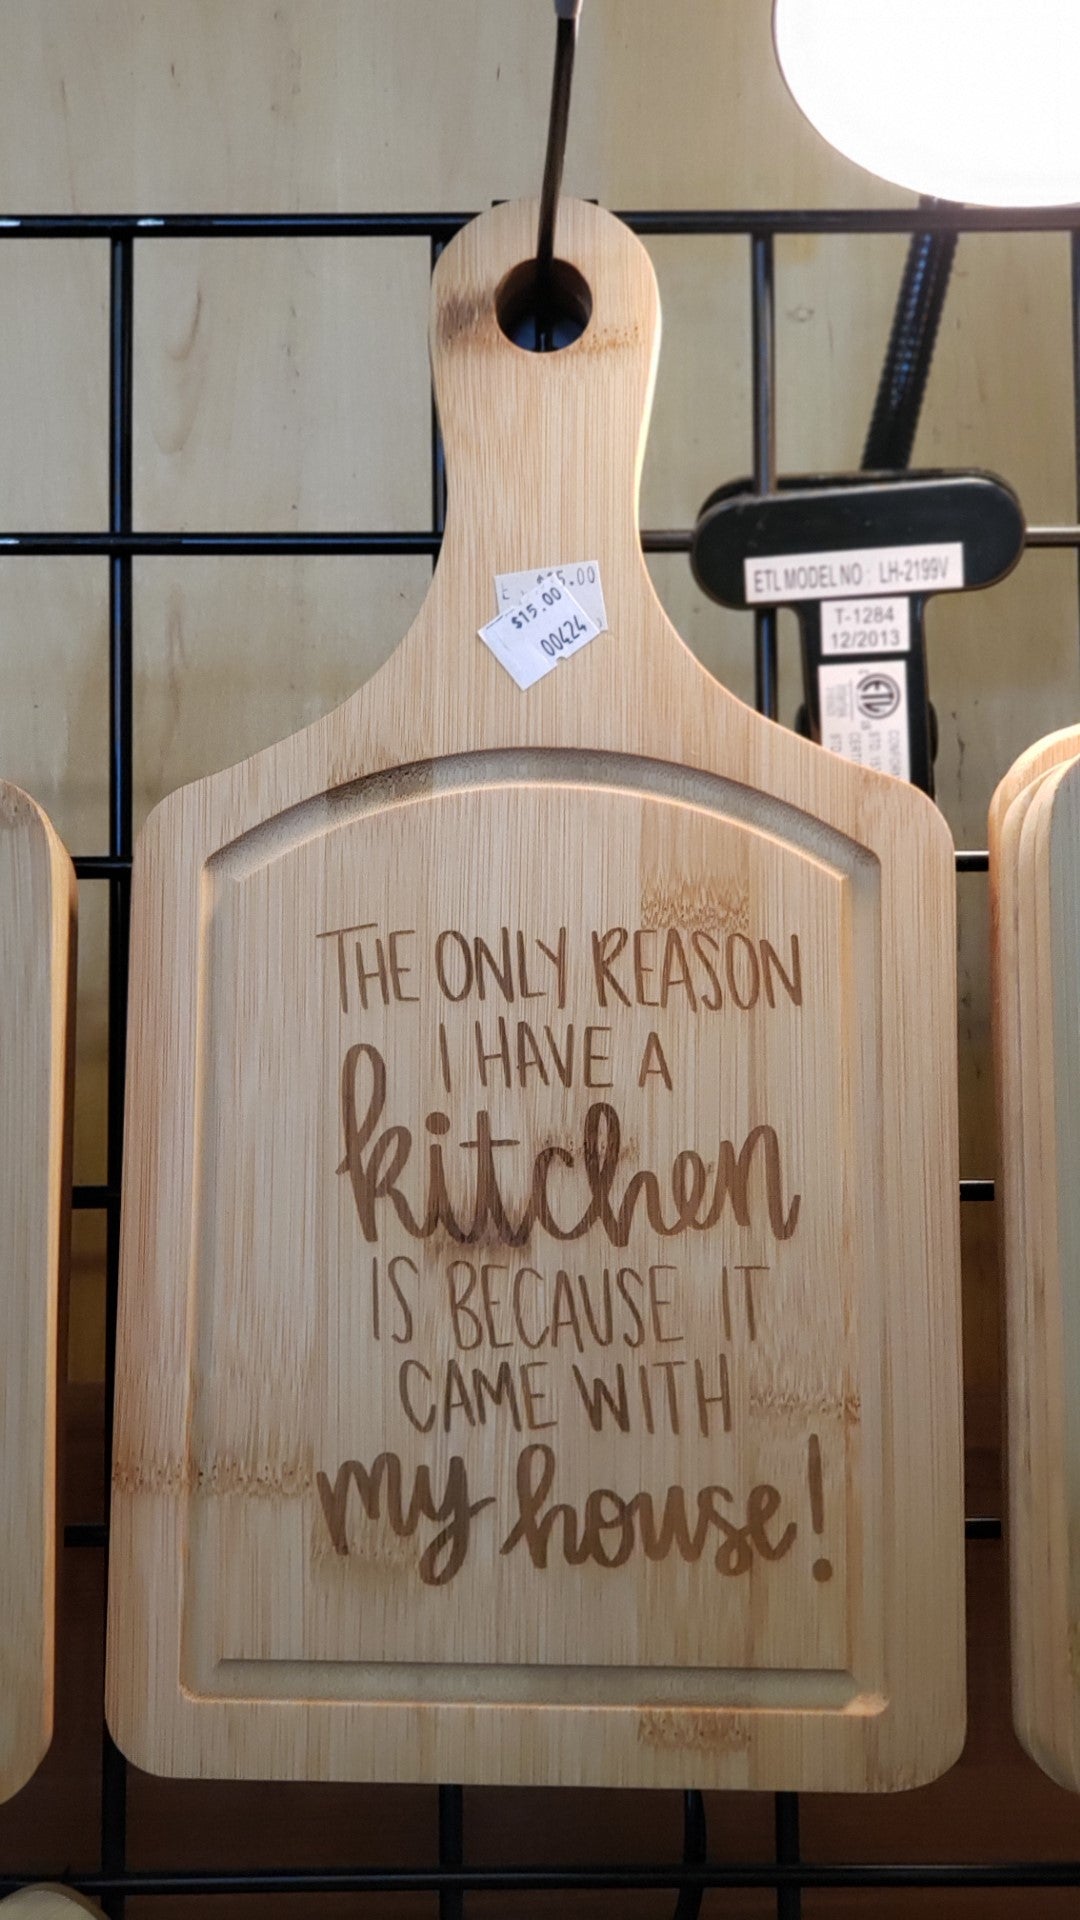 $15.00
00424
ETL MODEL NO : LH-2199V
T-1284
12/2013
ETL
THE ONLY REASON
I HAVE A
kitchen
IS BECAUSE IT
CAME WITH
my house!